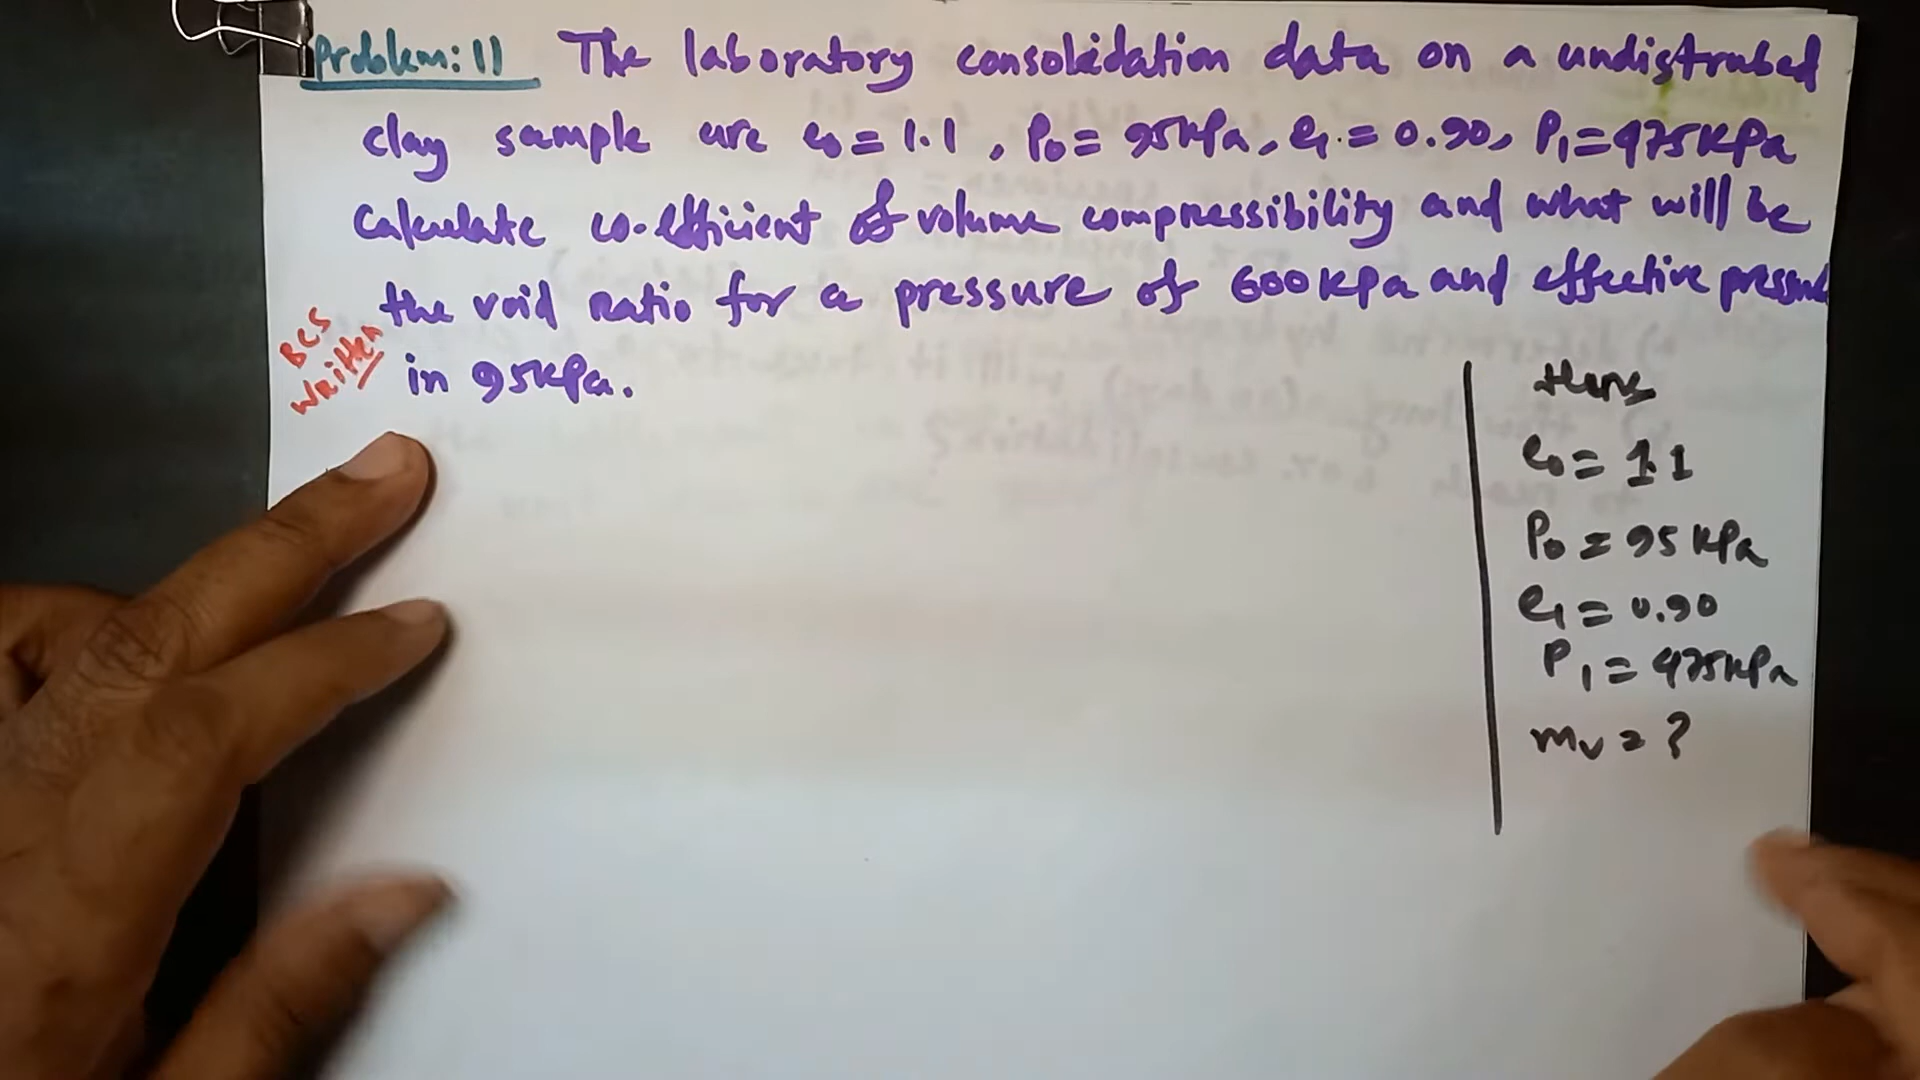 Problem: 11 The laboratory consolidation data on a undistrubed
clay sample are e₀ = 1.1, P₀ = 95kPa, e₁ = 0.90, P₁ = 475kPa
Calculate co-efficient of volume compressibility and what will be
the void ratio for a pressure of 600kPa and effective pressure
in 95kPa.
BCS
written
Here
e₀ = 1.1
P₀ = 95kPa
e₁ = 0.90
P₁ = 475kPa
mv = ?